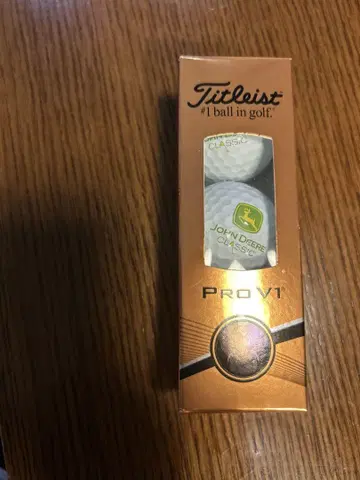 Titleist
#1 ball in golf.®
CLASSIC
JOHN DEERE
CLASSIC
PRO V1®